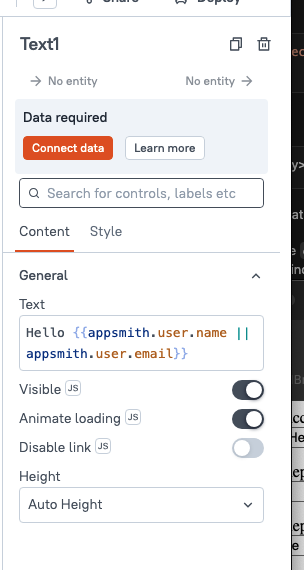 Share
Deploy
Text1
No entity
No entity
Data required
Connect data
Learn more
Search for controls, labels etc
Content
Style
General
Text
Hello {{appsmith.user.name ||
appsmith.user.email}}
Visible JS
Animate loading JS
Disable link JS
Height
Auto Height